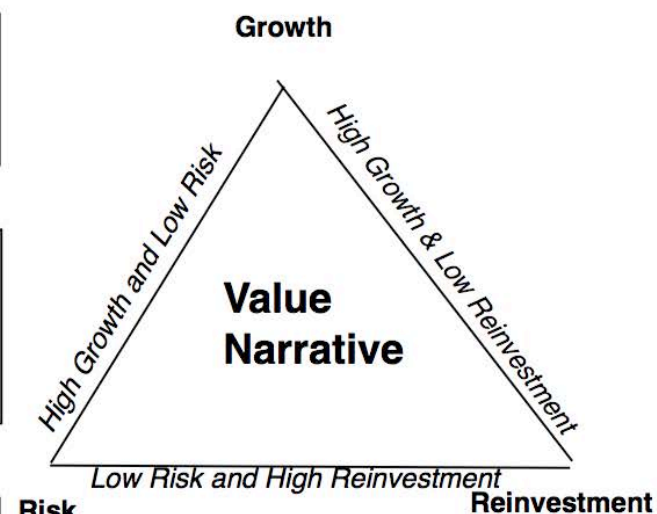 Growth
High Growth and Low Risk
High Growth & Low Reinvestment
Value
Narrative
Low Risk and High Reinvestment
Risk
Reinvestment